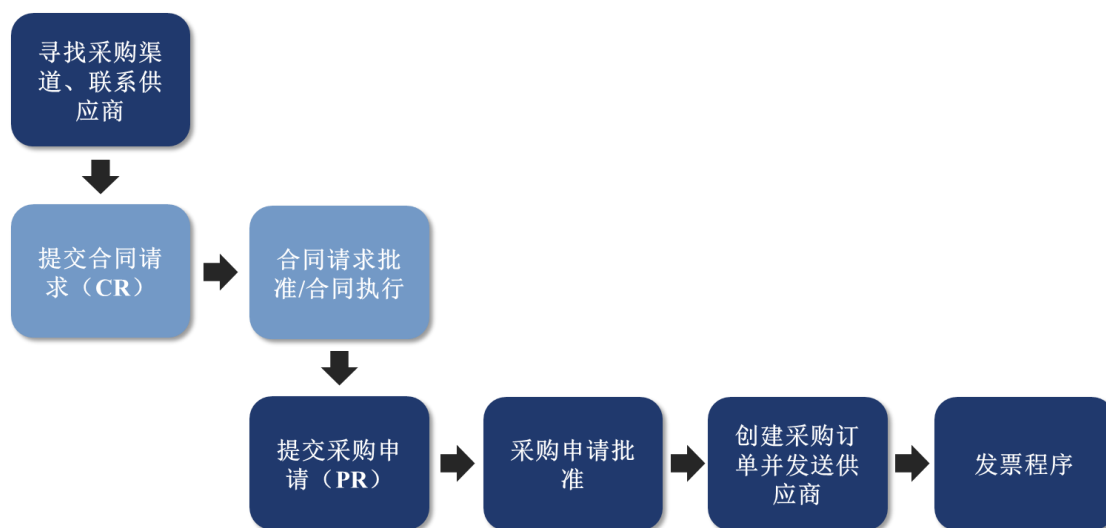 寻找采购渠
道、联系供
应商
提交合同请
求（CR）
合同请求批
准/合同执行
提交采购申
请（PR）
采购申请批
准
创建采购订
单并发送供
应商
发票程序